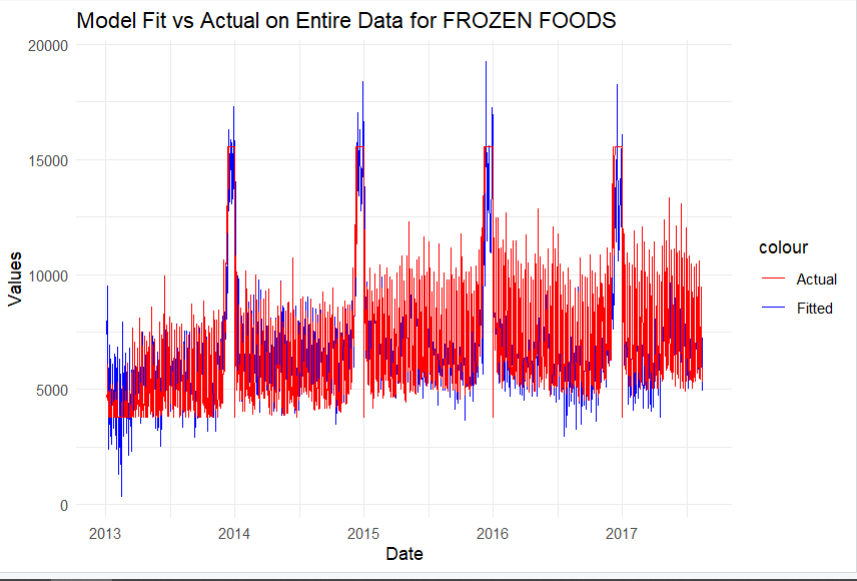 Model Fit vs Actual on Entire Data for FROZEN FOODS
20000
15000
10000
5000
0
Values
2013 2014 2015 2016 2017
Date
colour
Actual
Fitted